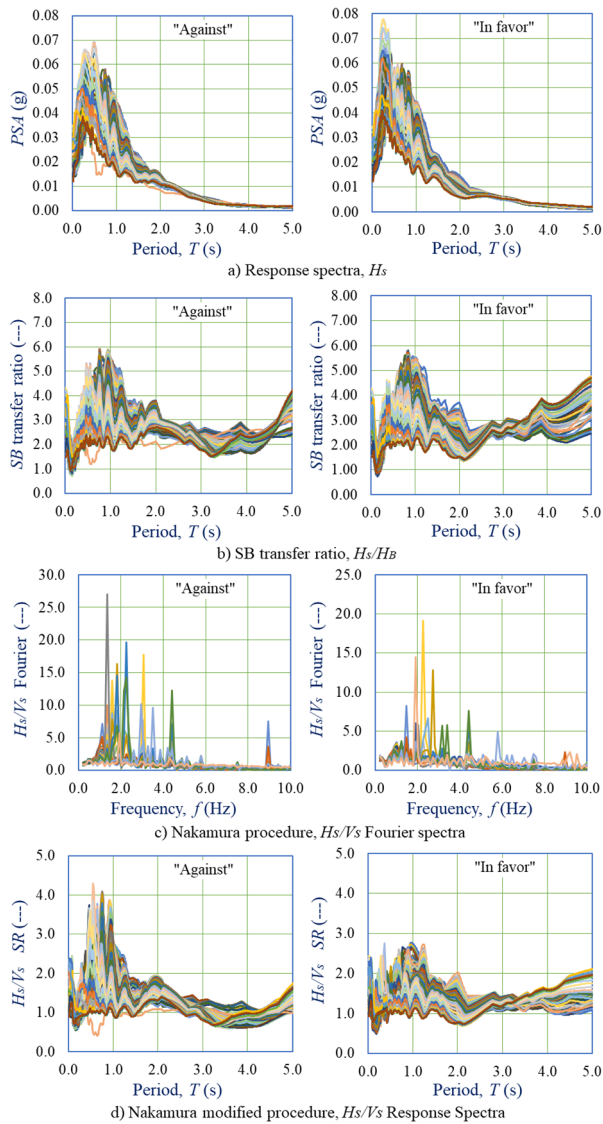 "Against"
0.08
0.07
0.06
0.05
0.04
0.03
0.02
0.01
0.00
PSA (g)
0.0 1.0 2.0 3.0 4.0 5.0
Period, T (s)
"In favor"
0.08
0.07
0.06
0.05
0.04
0.03
0.02
0.01
0.00
PSA (g)
0.0 1.0 2.0 3.0 4.0 5.0
Period, T (s)
a) Response spectra, Hs
"Against"
8.0
7.0
6.0
5.0
4.0
3.0
2.0
1.0
0.0
SB transfer ratio (---)
0.0 1.0 2.0 3.0 4.0 5.0
Period, T (s)
"In favor"
8.00
7.00
6.00
5.00
4.00
3.00
2.00
1.00
0.00
SB transfer ratio (---)
0.0 1.0 2.0 3.0 4.0 5.0
Period, T (s)
b) SB transfer ratio, Hs/HB
"Against"
30.0
25.0
20.0
15.0
10.0
5.0
0.0
Hs/Vs Fourier (---)
0.0 2.0 4.0 6.0 8.0 10.0
Frequency, f (Hz)
"In favor"
25.0
20.0
15.0
10.0
5.0
0.0
Hs/Vs Fourier (---)
0.0 2.0 4.0 6.0 8.0 10.0
Frequency, f (Hz)
c) Nakamura procedure, Hs/Vs Fourier spectra
"Against"
5.0
4.0
3.0
2.0
1.0
0.0
Hs/Vs SR (---)
0.0 1.0 2.0 3.0 4.0 5.0
Period, T (s)
"In favor"
5.0
4.0
3.0
2.0
1.0
0.0
Hs/Vs SR (---)
0.0 1.0 2.0 3.0 4.0 5.0
Period, T (s)
d) Nakamura modified procedure, Hs/Vs Response Spectra